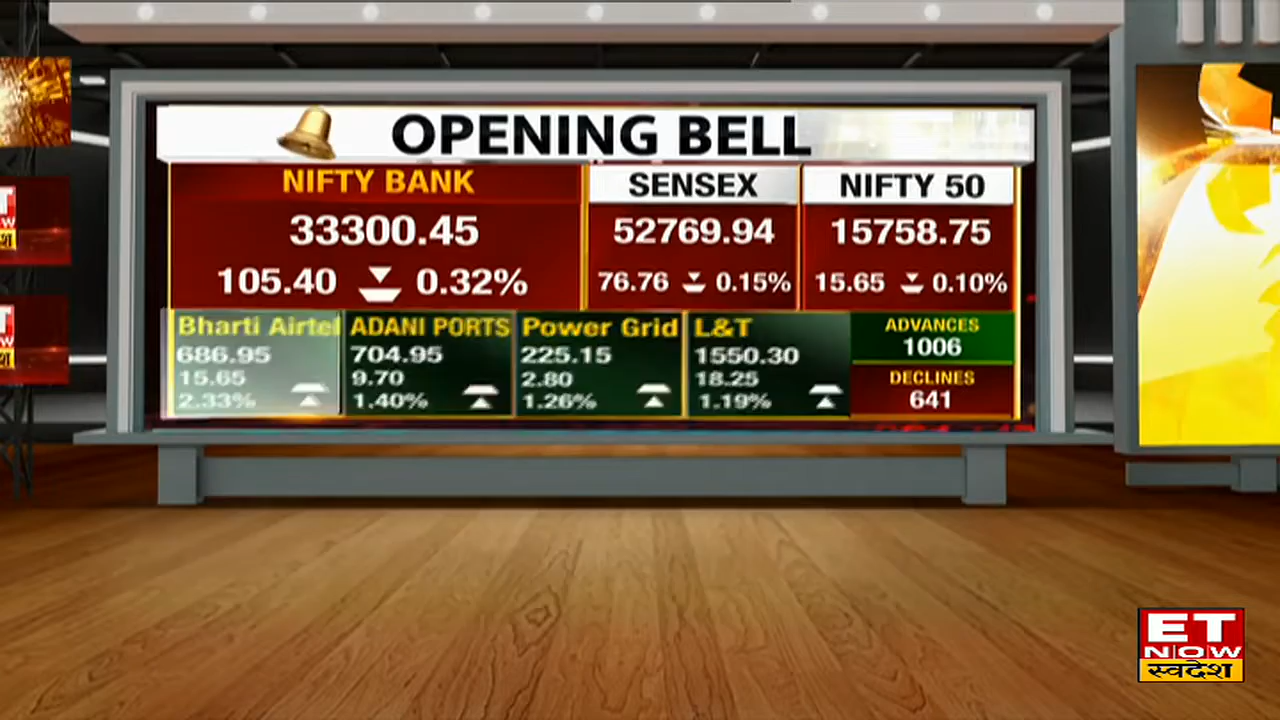 OPENING BELL
NIFTY BANK
33300.45
105.40 0.32%
SENSEX
52769.94
76.76 0.15%
NIFTY 50
15758.75
15.65 0.10%
Bharti Airtel
686.95
15.65
2.33%
ADANI PORTS
704.95
9.70
1.40%
Power Grid
225.15
2.80
1.26%
L&T
1550.30
18.25
1.19%
ADVANCES
1006
DECLINES
641
ET
NOW
स्वदेश